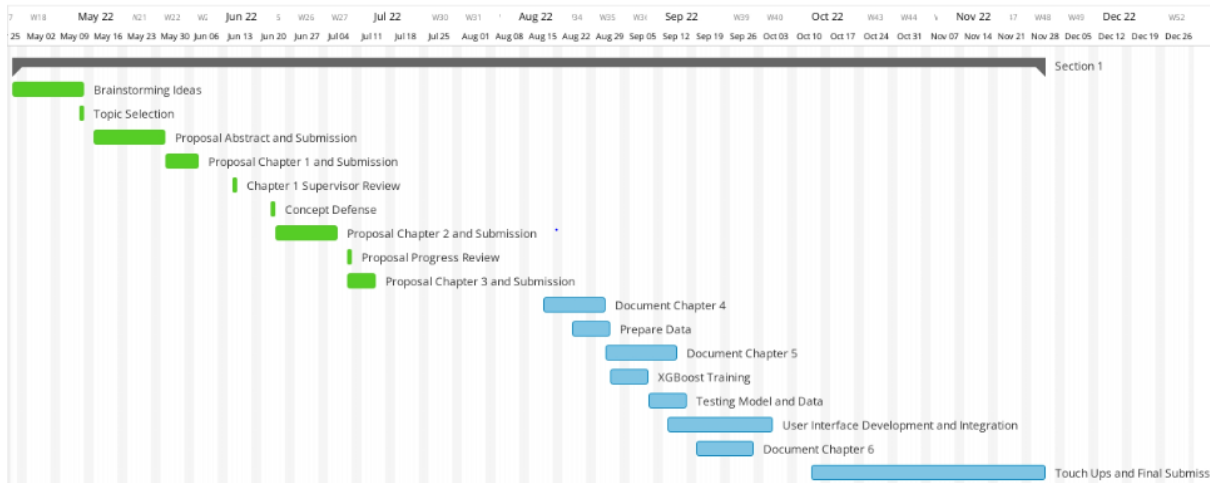 7 W18 May 22 W21 W22 W2 Jun 22 S W26 W27 Jul 22 W30 W31 Aug 22 W35 Sep 22 W39 W40 Oct 22 W43 W44 Nov 22 W48 W49 Dec 22 W52
25 May 02 May 09 May 16 May 23 May 30 Jun 06 Jun 13 Jun 20 Jun 27 Jul 04 Jul 11 Jul 18 Jul 25 Aug 01 Aug 08 Aug 15 Aug 22 Aug 29 Sep 05 Sep 12 Sep 19 Sep 26 Oct 03 Oct 10 Oct 17 Oct 24 Oct 31 Nov 07 Nov 14 Nov 21 Nov 28 Dec 05 Dec 12 Dec 19 Dec 26
Section 1
Brainstorming Ideas
Topic Selection
Proposal Abstract and Submission
Proposal Chapter 1 and Submission
Chapter 1 Supervisor Review
Concept Defense
Proposal Chapter 2 and Submission
Proposal Progress Review
Proposal Chapter 3 and Submission
Document Chapter 4
Prepare Data
Document Chapter 5
XGBoost Training
Testing Model and Data
User Interface Development and Integration
Document Chapter 6
Touch Ups and Final Submiss